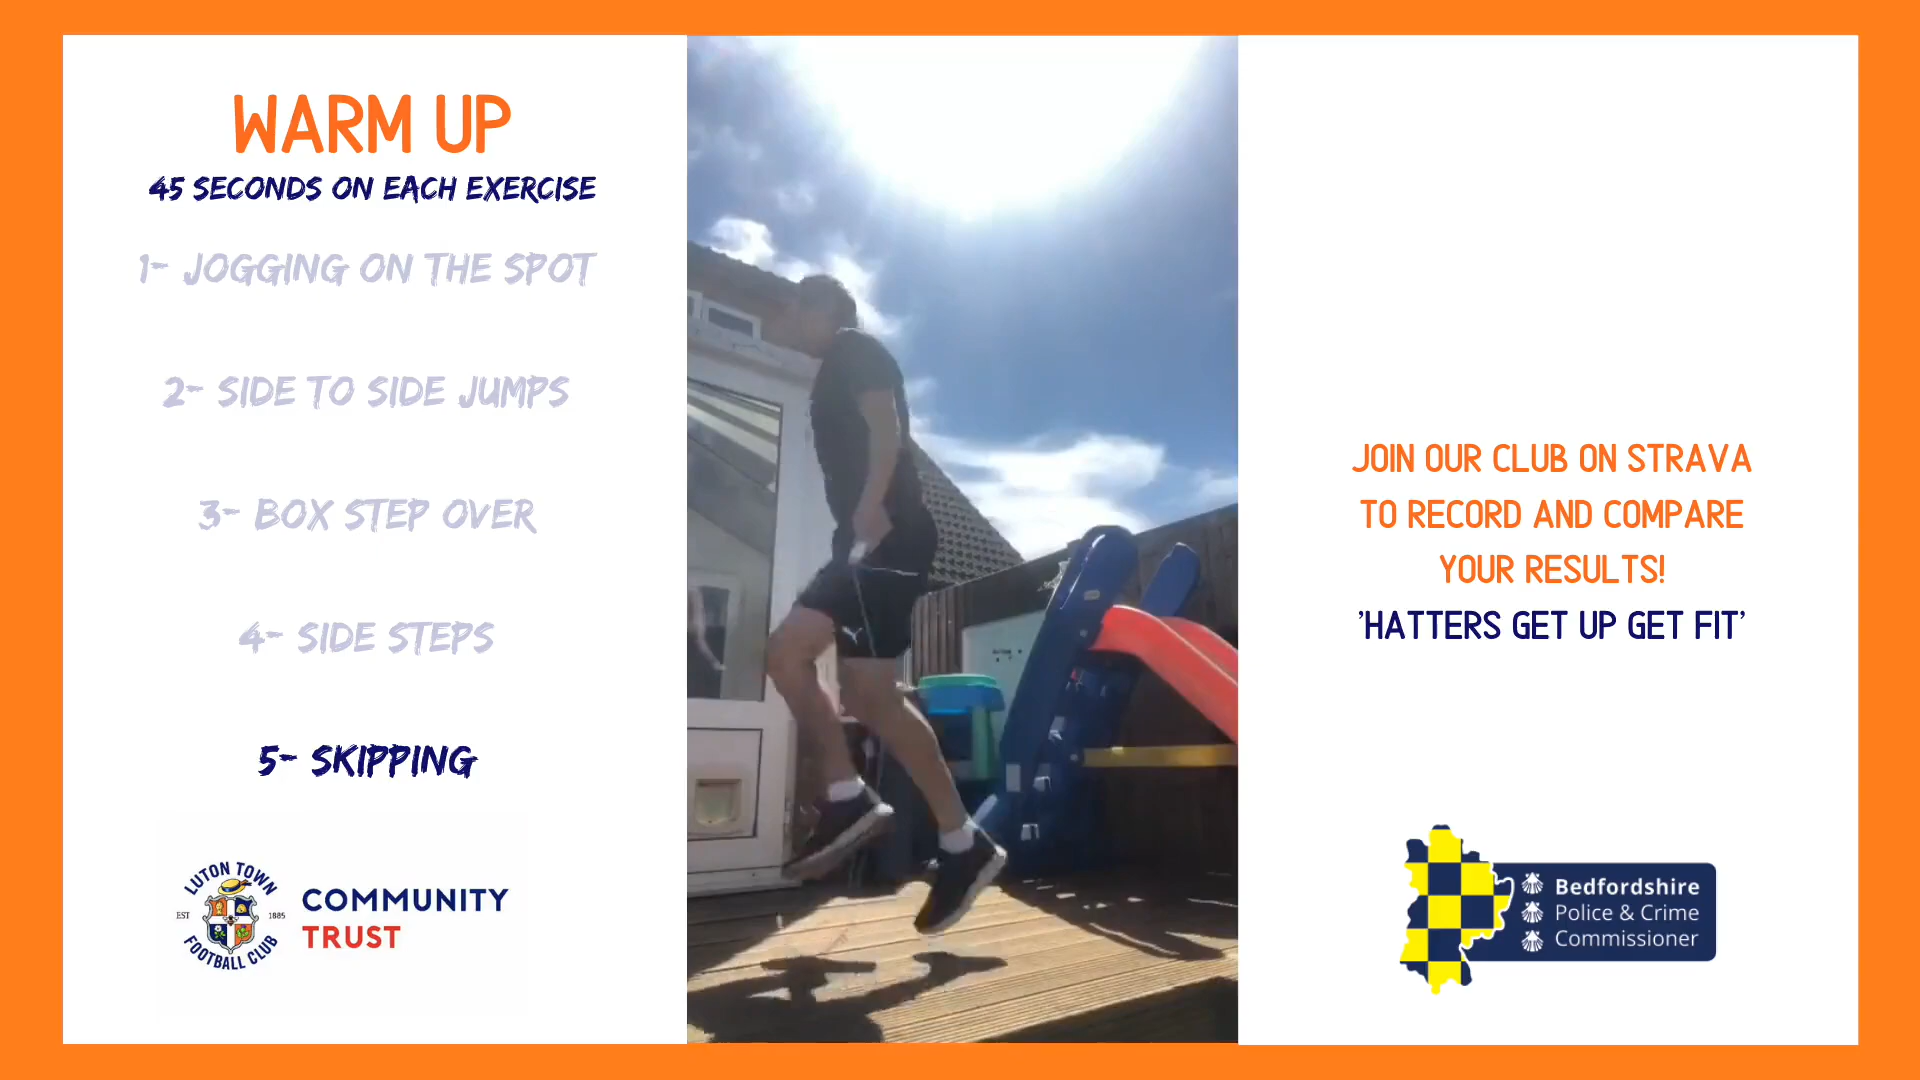 WARM UP
45 SECONDS ON EACH EXERCISE
1- JOGGING ON THE SPOT
2- SIDE TO SIDE JUMPS
3- BOX STEP OVER
4- SIDE STEPS
5- SKIPPING
LUTON TOWN
EST 1885
FOOTBALL CLUB
COMMUNITY
TRUST
JOIN OUR CLUB ON STRAVA
TO RECORD AND COMPARE
YOUR RESULTS!
'HATTERS GET UP GET FIT'
Bedfordshire
Police & Crime
Commissioner